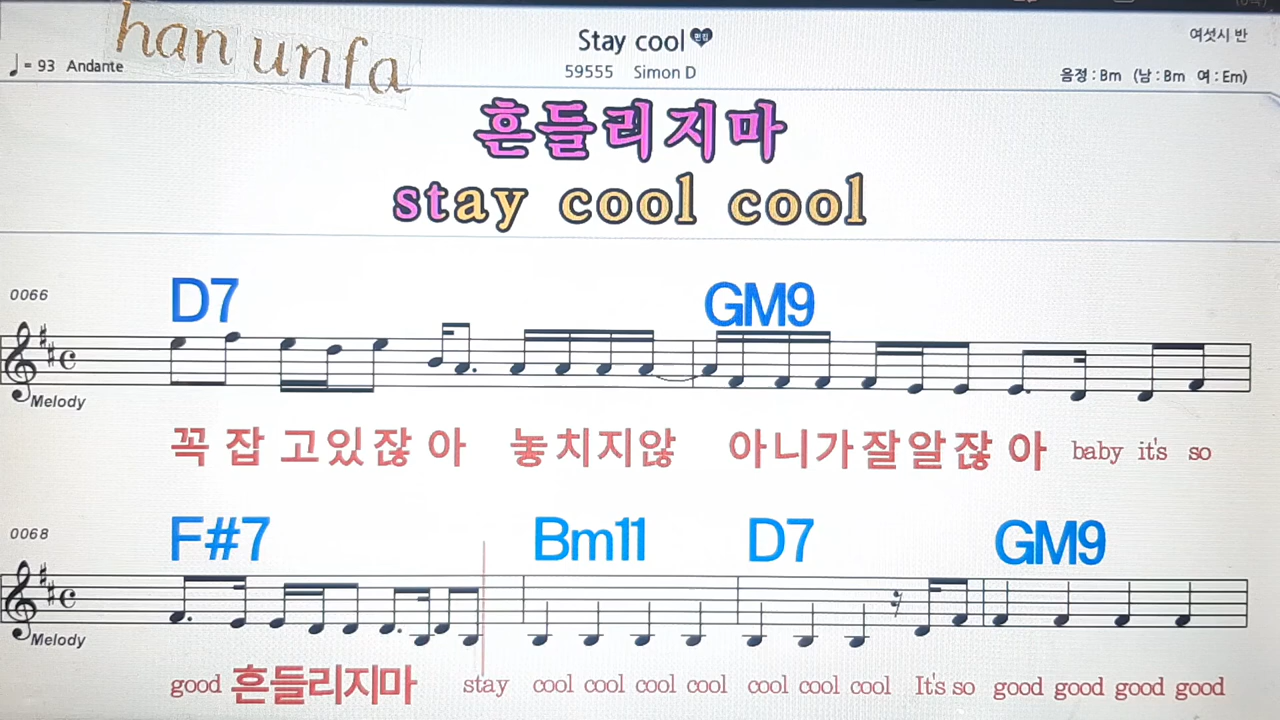 han unfa
Stay cool 편집
여섯시 반
♩= 93 Andante
59555 Simon D
음정 : Bm (남 : Bm 여 : Em)
흔들리지마
stay cool cool
D7 GM9
0066
Melody
꼭 잡 고있잖 아 놓치지않 아니가잘알잖 아 baby it's so
F#7 Bm11 D7 GM9
0068
Melody
good 흔들리지마 stay cool cool cool cool cool cool cool It's so good good good good